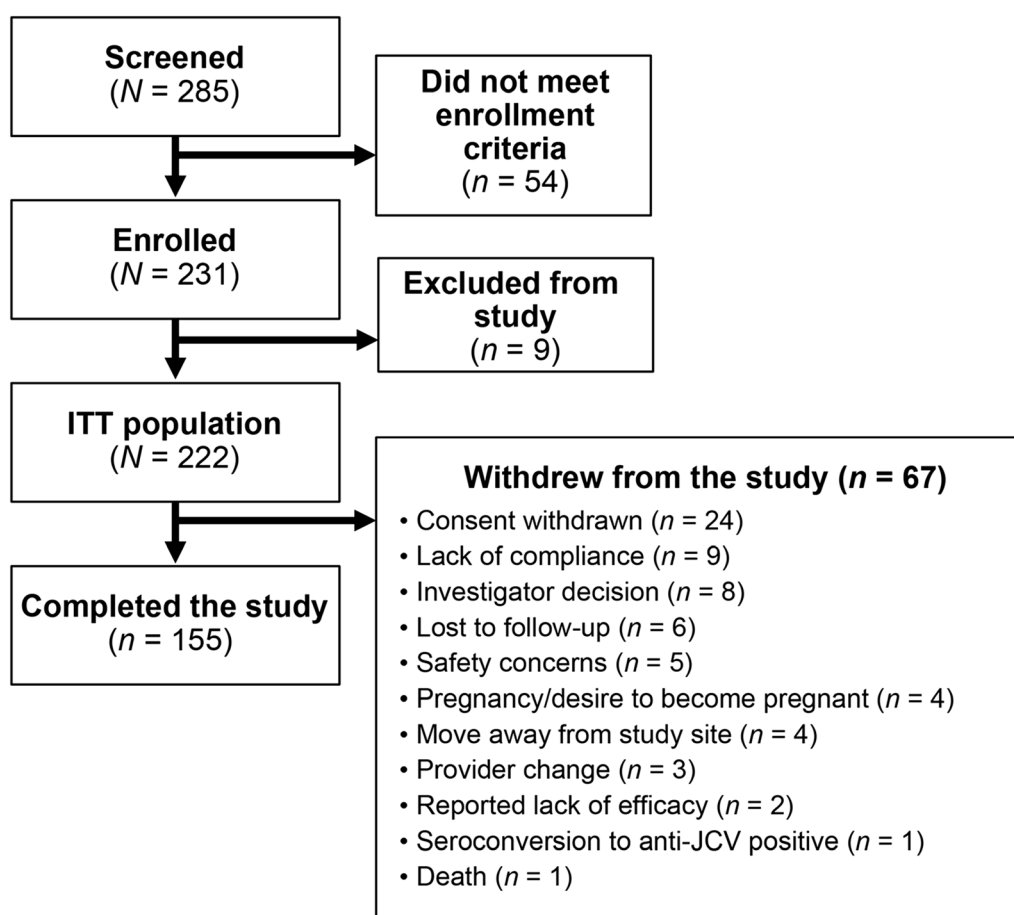 Screened
(N = 285)
Did not meet
enrollment
criteria
(n = 54)
Enrolled
(N = 231)
Excluded from
study
(n = 9)
ITT population
(N = 222)
Withdrew from the study (n = 67)
• Consent withdrawn (n = 24)
• Lack of compliance (n = 9)
• Investigator decision (n = 8)
• Lost to follow-up (n = 6)
• Safety concerns (n = 5)
• Pregnancy/desire to become pregnant (n = 4)
• Move away from study site (n = 4)
• Provider change (n = 3)
• Reported lack of efficacy (n = 2)
• Seroconversion to anti-JCV positive (n = 1)
• Death (n = 1)
Completed the study
(n = 155)